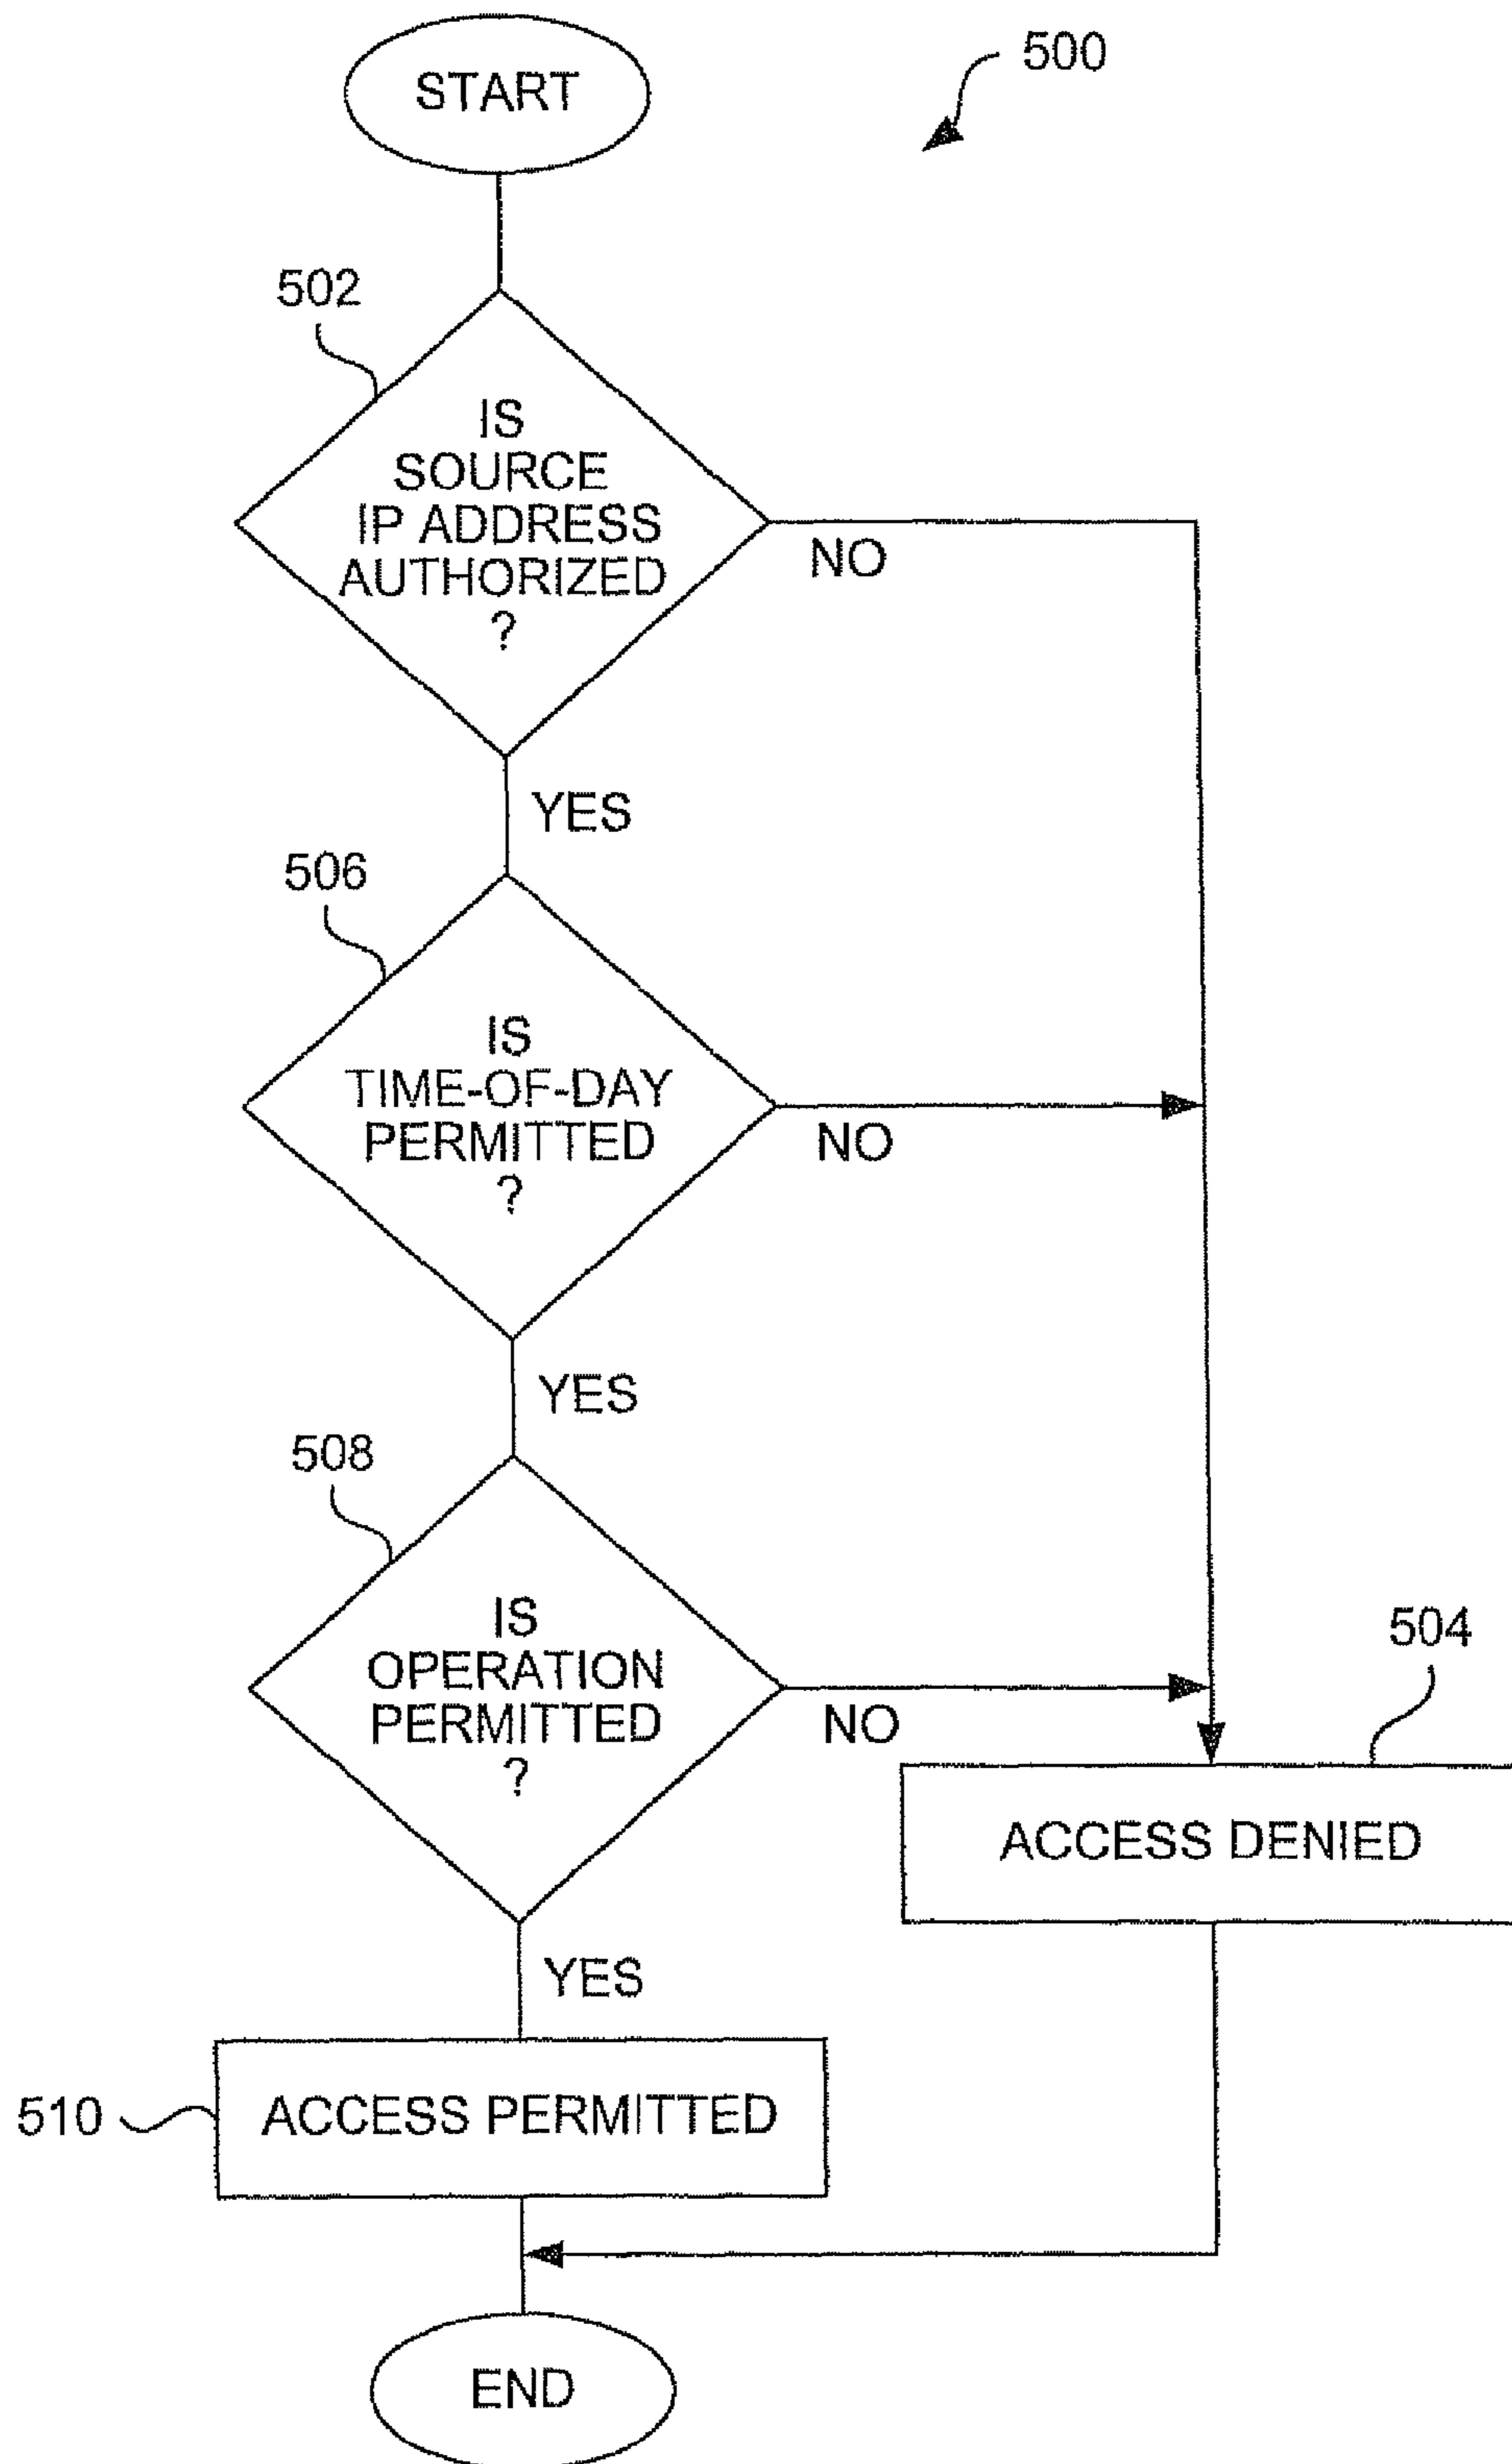 START
500
502
IS
SOURCE
IP ADDRESS
AUTHORIZED
?
NO
YES
506
IS
TIME-OF-DAY
PERMITTED
?
NO
YES
508
IS
OPERATION
PERMITTED
?
NO
504
ACCESS DENIED
YES
510
ACCESS PERMITTED
END